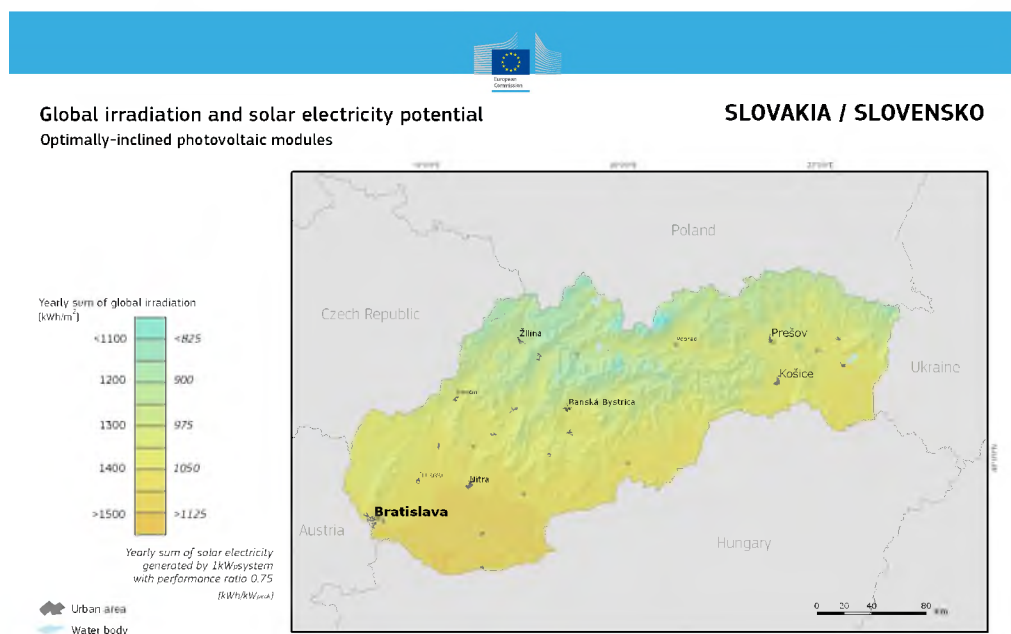 European
Commission
Global irradiation and solar electricity potential
SLOVAKIA / SLOVENSKO
Optimally-inclined photovoltaic modules
Poland
Czech Republic
Ukraine
Austria
Hungary
Žilina
Prešov
Košice
Banská Bystrica
Nitra
Bratislava
Yearly sum of global irradiation
[kWh/m²]
<1100 <825
1200 900
1300 975
1400 1050
>1500 >1125
Yearly sum of solar electricity
generated by 1kWp system
with performance ratio 0.75
[kWh/kWpeak]
Urban area
Water body
0 20 40 80 km